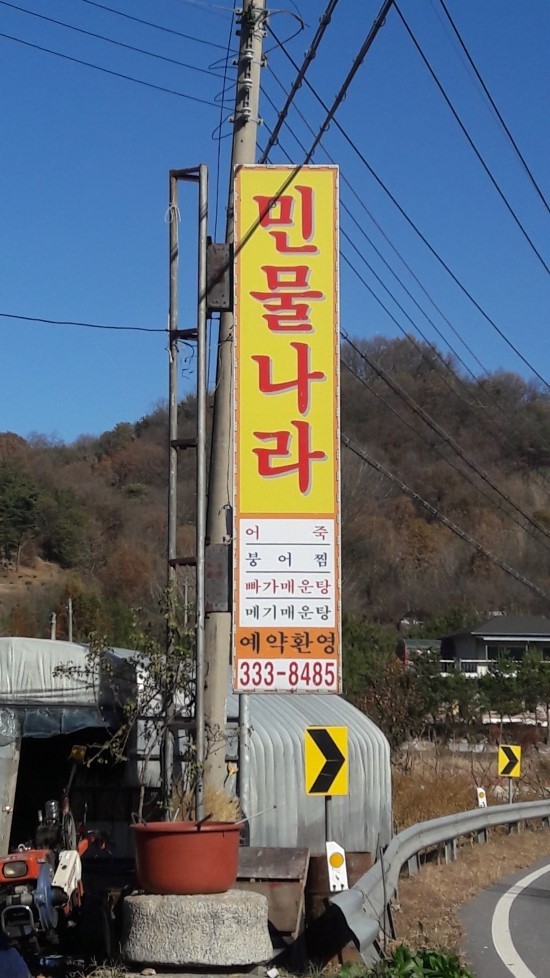 민물나라
어 죽
붕어찜
빠가매운탕
메기매운탕
예약환영
333-8485